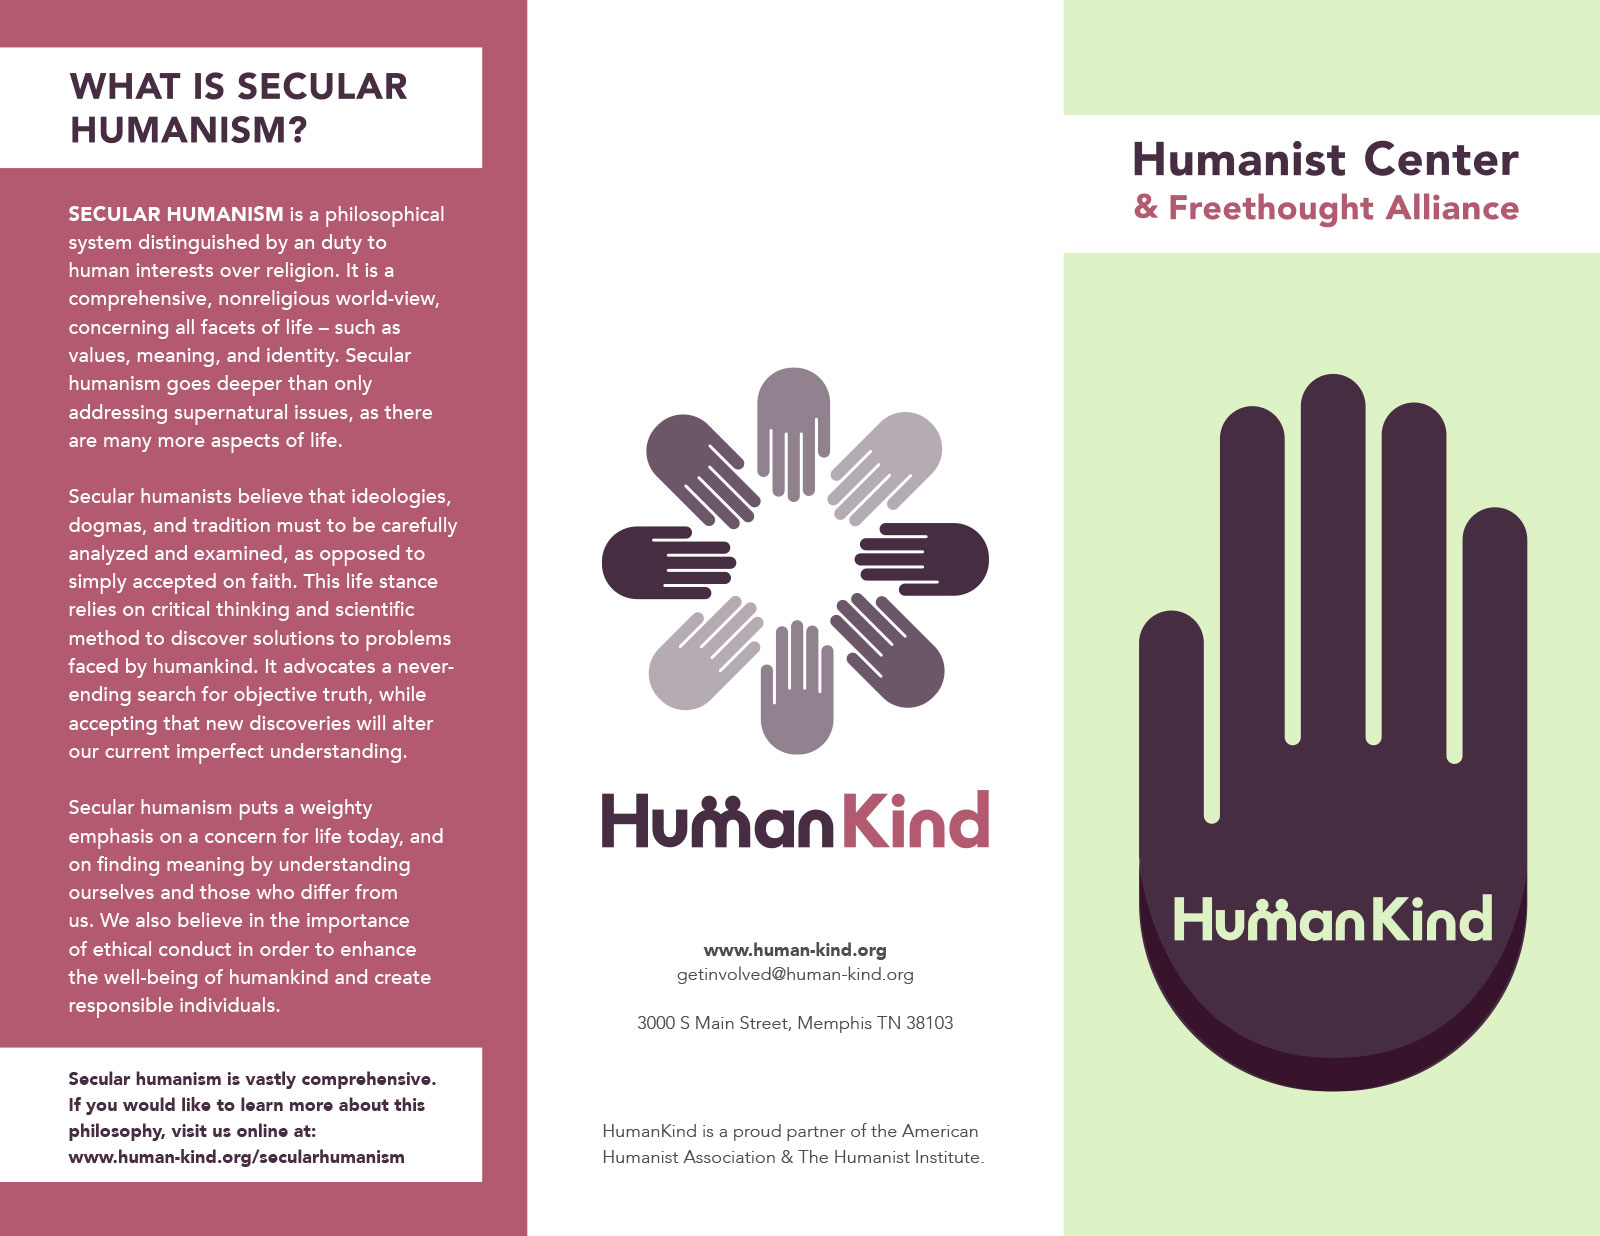 WHAT IS SECULAR
HUMANISM?
SECULAR HUMANISM is a philosophical
system distinguished by an duty to
human interests over religion. It is a
comprehensive, nonreligious world-view,
concerning all facets of life – such as
values, meaning, and identity. Secular
humanism goes deeper than only
addressing supernatural issues, as there
are many more aspects of life.
Secular humanists believe that ideologies,
dogmas, and tradition must to be carefully
analyzed and examined, as opposed to
simply accepted on faith. This life stance
relies on critical thinking and scientific
method to discover solutions to problems
faced by humankind. It advocates a never-
ending search for objective truth, while
accepting that new discoveries will alter
our current imperfect understanding.
Secular humanism puts a weighty
emphasis on a concern for life today, and
on finding meaning by understanding
ourselves and those who differ from
us. We also believe in the importance
of ethical conduct in order to enhance
the well-being of humankind and create
responsible individuals.
Secular humanism is vastly comprehensive.
If you would like to learn more about this
philosophy, visit us online at:
www.human-kind.org/secularhumanism
HumanKind
www.human-kind.org
getinvolved@human-kind.org
3000 S Main Street, Memphis TN 38103
HumanKind is a proud partner of the American
Humanist Association & The Humanist Institute.
Humanist Center
& Freethought Alliance
HumanKind